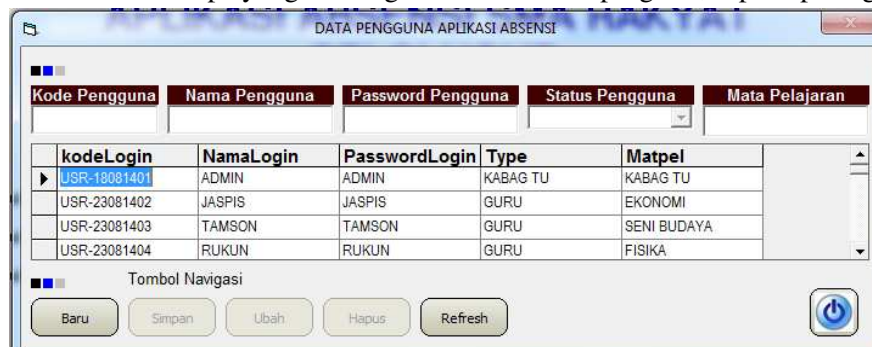 DATA PENGGUNA APLIKASI ABSENSI
Kode Pengguna Nama Pengguna Password Pengguna Status Pengguna Mata Pelajaran
kodeLogin NamaLogin PasswordLogin Type Matpel
USR-18081401 ADMIN ADMIN KABAG TU KABAG TU
USR-23081402 JASPIS JASPIS GURU EKONOMI
USR-23081403 TAMSON TAMSON GURU SENI BUDAYA
USR-23081404 RUKUN RUKUN GURU FISIKA
Tombol Navigasi
Baru Simpan Ubah Hapus Refresh